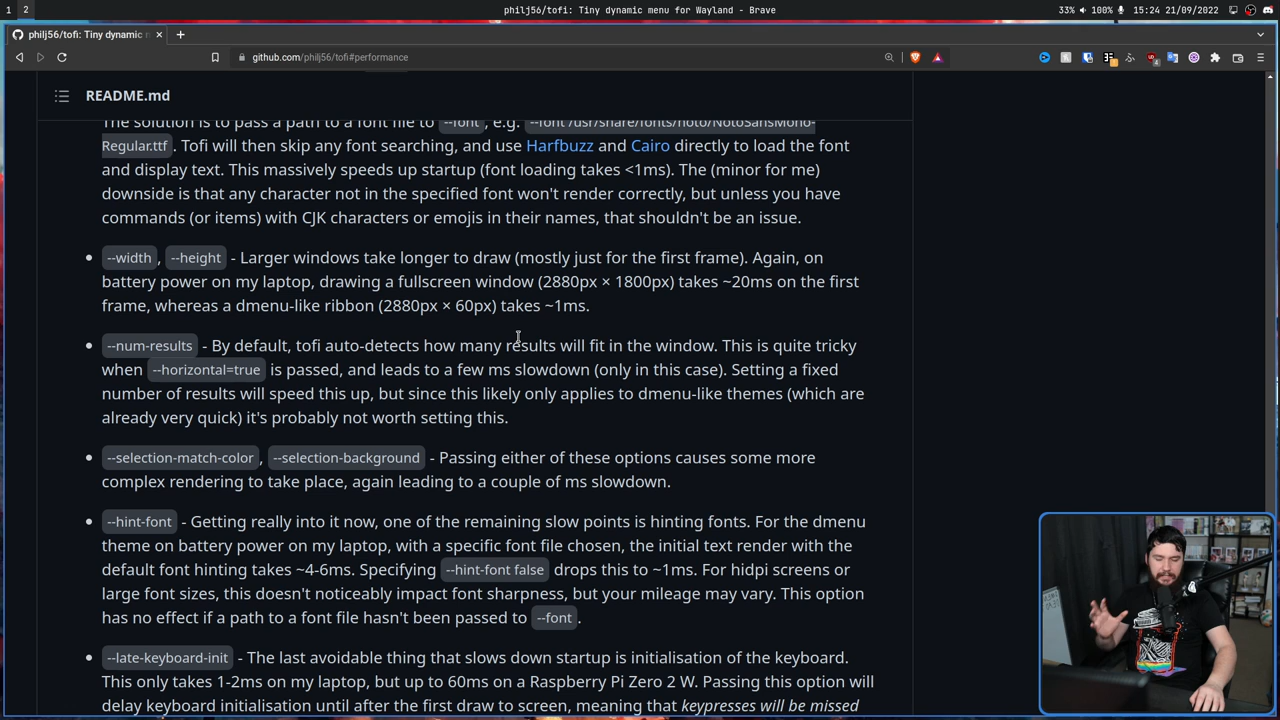 1 2 philj56/tofi: Tiny dynamic menu for Wayland - Brave 33% 100% 15:24 21/09/2022
philj56/tofi: Tiny dynamic m
github.com/philj56/tofi#performance
README.md
The solution is to pass a path to a font file to --font, e.g. --font /usr/share/fonts/noto/NotoSansMono-
Regular.ttf . Tofi will then skip any font searching, and use Harfbuzz and Cairo directly to load the font
and display text. This massively speeds up startup (font loading takes <1ms). The (minor for me)
downside is that any character not in the specified font won't render correctly, but unless you have
commands (or items) with CJK characters or emojis in their names, that shouldn't be an issue.
--width , --height - Larger windows take longer to draw (mostly just for the first frame). Again, on
battery power on my laptop, drawing a fullscreen window (2880px × 1800px) takes ~20ms on the first
frame, whereas a dmenu-like ribbon (2880px × 60px) takes ~1ms.
--num-results - By default, tofi auto-detects how many results will fit in the window. This is quite tricky
when --horizontal=true is passed, and leads to a few ms slowdown (only in this case). Setting a fixed
number of results will speed this up, but since this likely only applies to dmenu-like themes (which are
already very quick) it's probably not worth setting this.
--selection-match-color , --selection-background - Passing either of these options causes some more
complex rendering to take place, again leading to a couple of ms slowdown.
--hint-font - Getting really into it now, one of the remaining slow points is hinting fonts. For the dmenu
theme on battery power on my laptop, with a specific font file chosen, the initial text render with the
default font hinting takes ~4-6ms. Specifying --hint-font false drops this to ~1ms. For hidpi screens or
large font sizes, this doesn't noticeably impact font sharpness, but your mileage may vary. This option
has no effect if a path to a font file hasn't been passed to --font .
--late-keyboard-init - The last avoidable thing that slows down startup is initialisation of the keyboard.
This only takes 1-2ms on my laptop, but up to 60ms on a Raspberry Pi Zero 2 W. Passing this option will
delay keyboard initialisation until after the first draw to screen, meaning that keypresses will be missed